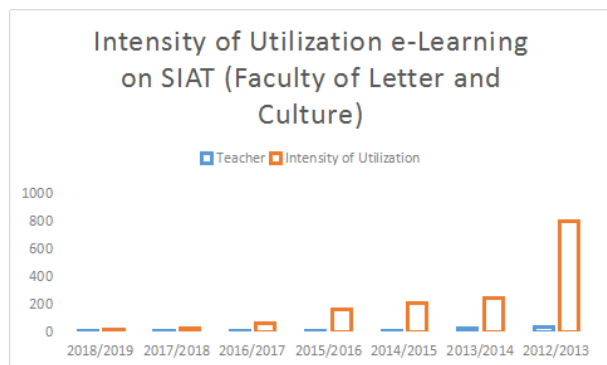 Intensity of Utilization e-Learning
on SIAT (Faculty of Letter and
Culture)
Teacher Intensity of Utilization
1000
800
600
400
200
0
2018/2019 2017/2018 2016/2017 2015/2016 2014/2015 2013/2014 2012/2013